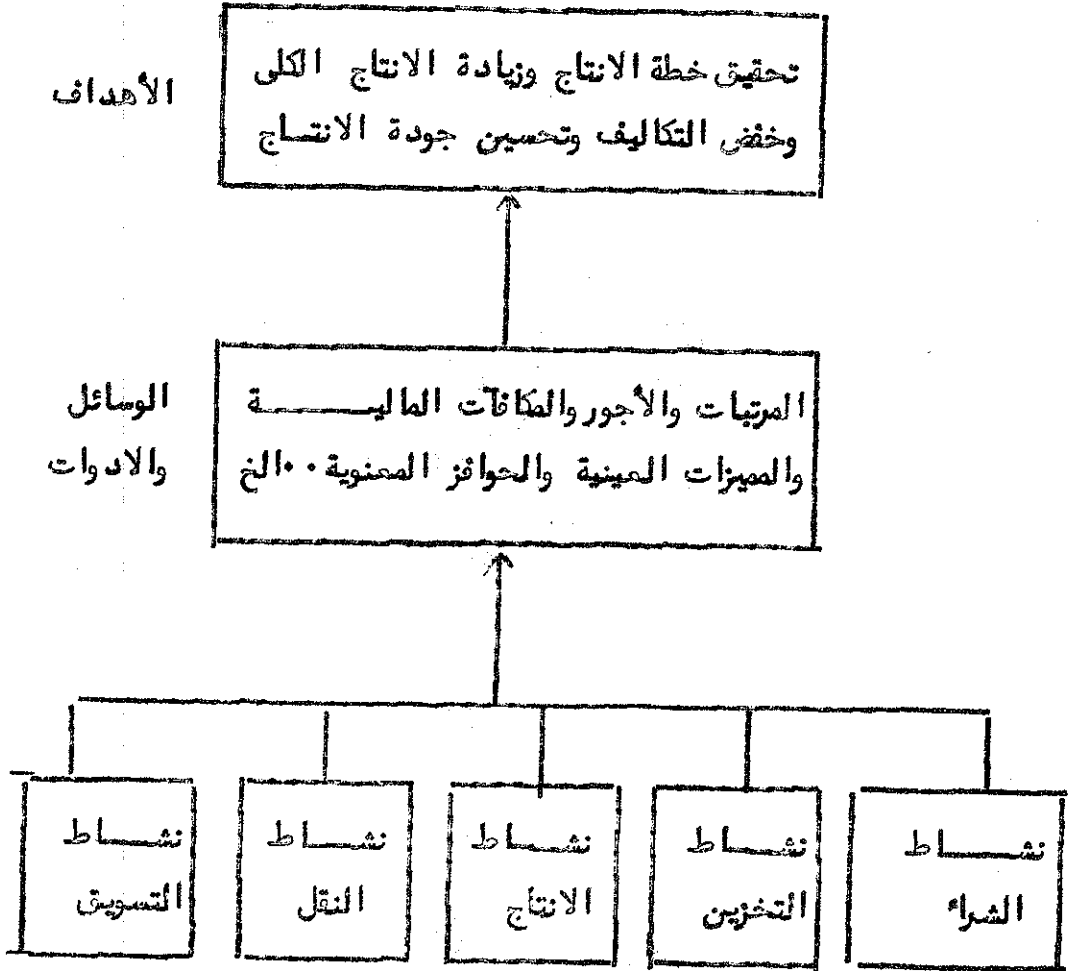 الأهداف
تحقيق خطة الانتاج وزيادة الانتاج الكلى
وخفض التكاليف وتحسين جودة الانتاج
الوسائل
والادوات
المرتبات والأجور والمكافآت المالية
والمميزات العينية والحوافز المعنوية ٠٠ الخ
نشاط
الشراء
نشاط
التخزين
نشاط
الانتاج
نشاط
النقل
نشاط
التسويق